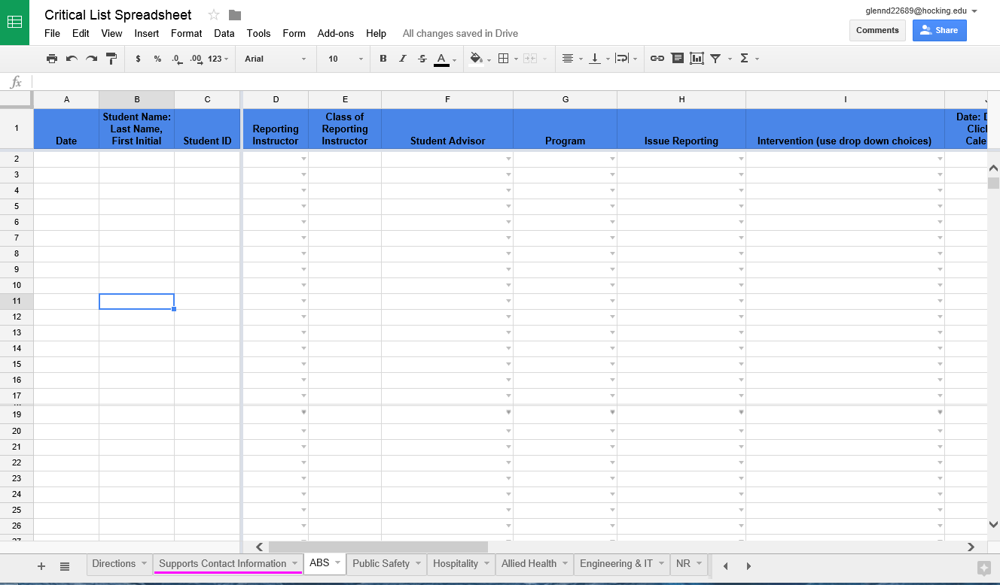 Critical List Spreadsheet
glennd22689@hocking.edu
File Edit View Insert Format Data Tools Form Add-ons Help All changes saved in Drive
Comments Share
$ % .0 .00 123 Arial 10 B I S A Σ
fx
A B C D E F G H I
1 Date Student Name: Last Name, First Initial Student ID Reporting Instructor Class of Reporting Instructor Student Advisor Program Issue Reporting Intervention (use drop down choices) Date:
2
3
4
5
6
7
8
9
10
11
12
13
14
15
16
17
19
20
21
22
23
24
25
26
27
+ Directions Supports Contact Information ABS Public Safety Hospitality Allied Health Engineering & IT NR